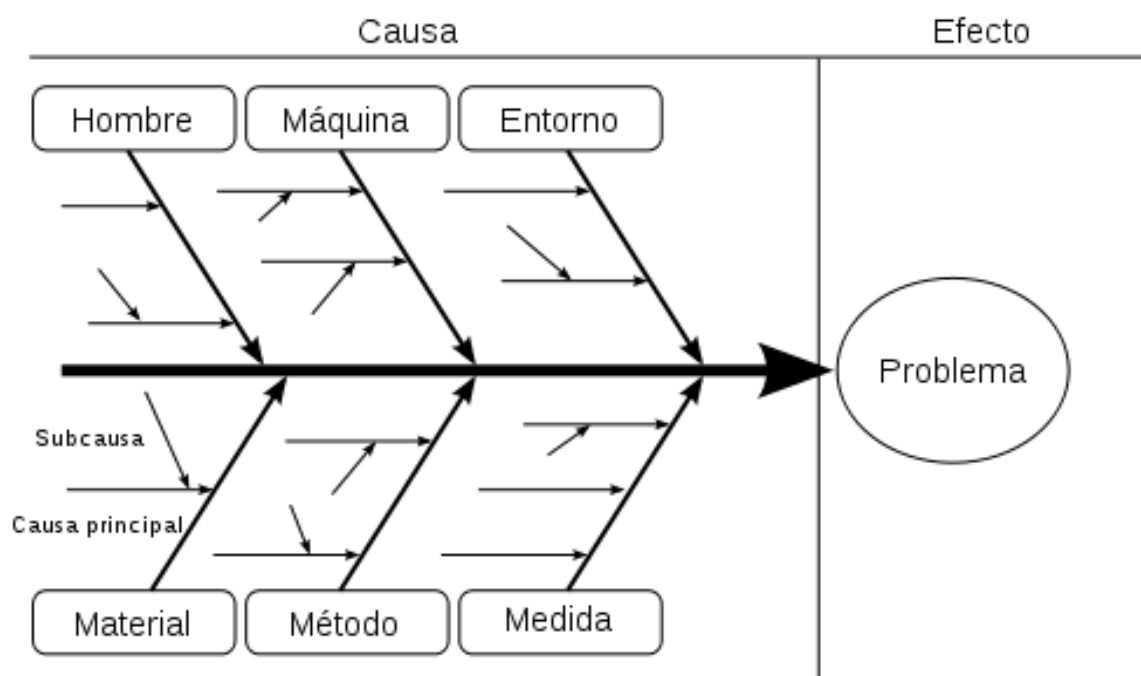 Causa
Efecto
Hombre
Máquina
Entorno
Problema
Subcausa
Causa principal
Material
Método
Medida